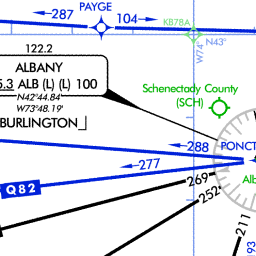 PAYGE
287
104
KB78A
N43°
W74°
122.2
ALBANY
5.3 ALB (L) (L) 100
N42°44.84'
W73°48.19'
BURLINGTON
Schenectady County
(SCH)
288
PONCT
277
Q82
269
252°
Alb
211
193